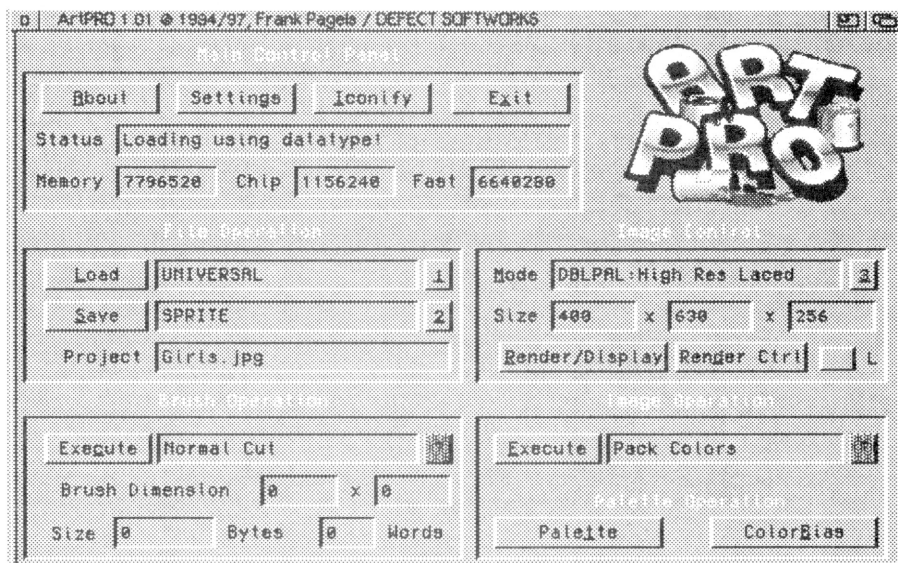 ArtPRO 1.01 © 1994/97, Frank Pagels / DEFECT SOFTWORKS
Main Control Panel
ART PRO
About Settings Iconify Exit
Status Loading using datatype!
Memory 7796520 Chip 1156240 Fast 6640280
File Operation
Load UNIVERSAL 1
Save SPRITE 2
Project Girls.jpg
Image Control
Mode DBLPAL:High Res Laced 3
Size 400 x 630 x 256
Render/Display Render Ctrl L
Brush Operation
Execute Normal Cut
Brush Dimension 0 x 0
Size 0 Bytes 0 Words
Image Operation
Execute Pack Colors
Palette Operation
Palette ColorBias